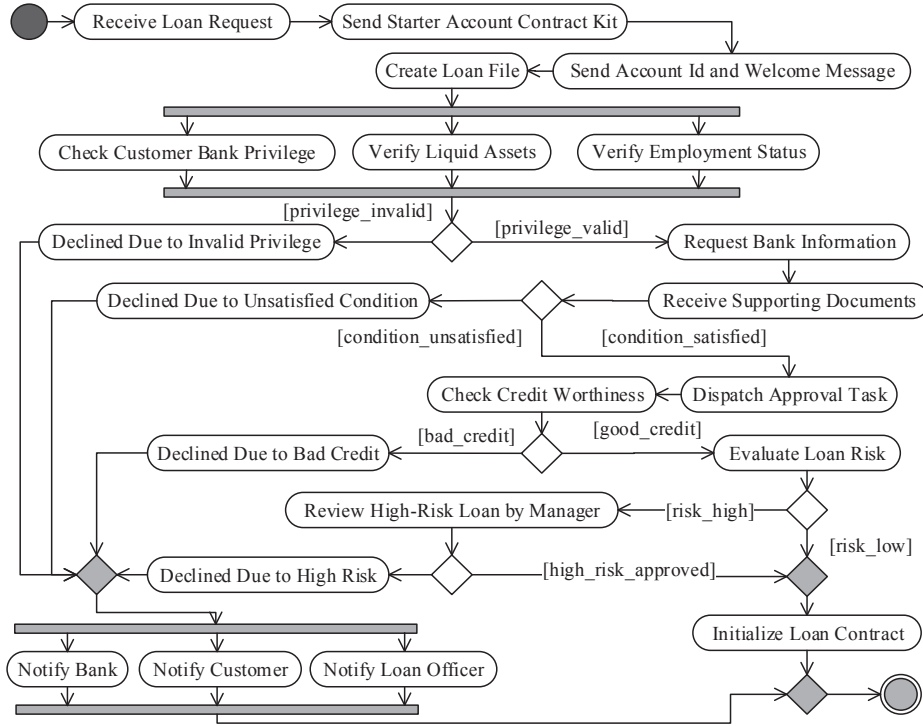 Receive Loan Request
Send Starter Account Contract Kit
Create Loan File
Send Account Id and Welcome Message
Check Customer Bank Privilege
Verify Liquid Assets
Verify Employment Status
[privilege_invalid]
[privilege_valid]
Declined Due to Invalid Privilege
Request Bank Information
Declined Due to Unsatisfied Condition
Receive Supporting Documents
[condition_unsatisfied]
[condition_satisfied]
Check Credit Worthiness
Dispatch Approval Task
[bad_credit]
[good_credit]
Declined Due to Bad Credit
Evaluate Loan Risk
Review High-Risk Loan by Manager
[risk_high]
[risk_low]
Declined Due to High Risk
[high_risk_approved]
Initialize Loan Contract
Notify Bank
Notify Customer
Notify Loan Officer